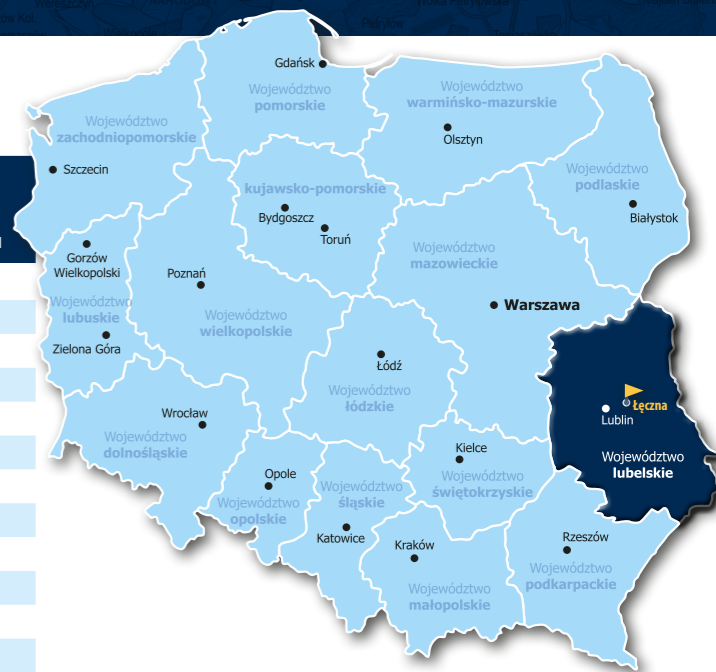 Gdańsk
Województwo
pomorskie
Województwo
warmińsko-mazurskie
Olsztyn
Województwo
zachodniopomorskie
Szczecin
Województwo
podlaskie
Białystok
kujawsko-pomorskie
Bydgoszcz
Toruń
Gorzów
Wielkopolski
Województwo
lubuskie
Zielona Góra
Poznań
Województwo
wielkopolskie
Województwo
mazowieckie
Warszawa
Łódź
Województwo
łódzkie
Łęczna
Lublin
Województwo
lubelskie
Wrocław
Województwo
dolnośląskie
Opole
Województwo
opolskie
Województwo
śląskie
Katowice
Kielce
Województwo
świętokrzyskie
Kraków
Województwo
małopolskie
Rzeszów
Województwo
podkarpackie